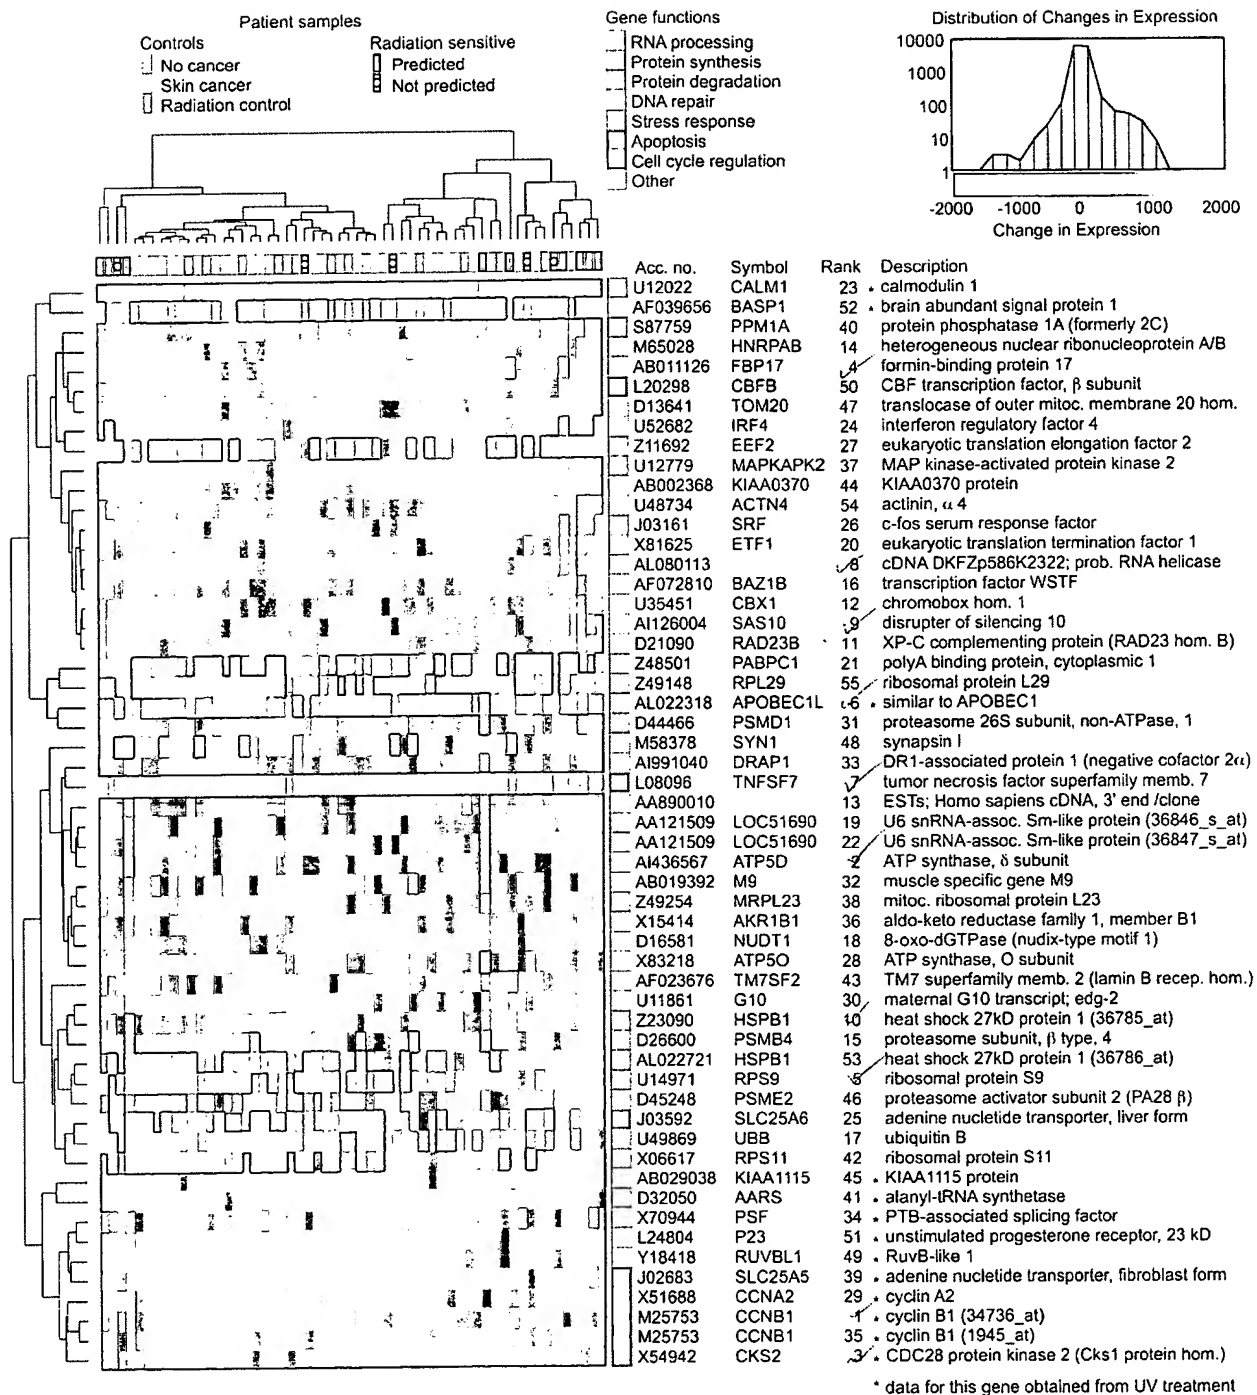 Patient samples
Controls
No cancer
Skin cancer
Radiation control
Radiation sensitive
Predicted
Not predicted
Gene functions
RNA processing
Protein synthesis
Protein degradation
DNA repair
Stress response
Apoptosis
Cell cycle regulation
Other
Distribution of Changes in Expression
10000
1000
100
10
1
-2000 -1000 0 1000 2000
Change in Expression
Acc. no. Symbol Rank Description
U12022 CALM1 23 * calmodulin 1
AF039656 BASP1 52 * brain abundant signal protein 1
S87759 PPM1A 40 protein phosphatase 1A (formerly 2C)
M65028 HNRPAB 14 heterogeneous nuclear ribonucleoprotein A/B
AB011126 FBP17 4 formin-binding protein 17
L20298 CBFB 50 CBF transcription factor, β subunit
D13641 TOM20 47 translocase of outer mitoc. membrane 20 hom.
U52682 IRF4 24 interferon regulatory factor 4
Z11692 EEF2 27 eukaryotic translation elongation factor 2
U12779 MAPKAPK2 37 MAP kinase-activated protein kinase 2
AB002368 KIAA0370 44 KIAA0370 protein
U48734 ACTN4 54 actinin, α 4
J03161 SRF 26 c-fos serum response factor
X81625 ETF1 20 eukaryotic translation termination factor 1
AL080113 8 cDNA DKFZp586K2322; prob. RNA helicase
AF072810 BAZ1B 16 transcription factor WSTF
U35451 CBX1 12 chromobox hom. 1
AI126004 SAS10 9 disrupter of silencing 10
D21090 RAD23B 11 XP-C complementing protein (RAD23 hom. B)
Z48501 PABPC1 21 polyA binding protein, cytoplasmic 1
Z49148 RPL29 55 ribosomal protein L29
AL022318 APOBEC1L 6 * similar to APOBEC1
D44466 PSMD1 31 proteasome 26S subunit, non-ATPase, 1
M58378 SYN1 48 synapsin I
AI991040 DRAP1 33 DR1-associated protein 1 (negative cofactor 2α)
L08096 TNFSF7 7 tumor necrosis factor superfamily memb. 7
AA890010 13 ESTs; Homo sapiens cDNA, 3' end /clone
AA121509 LOC51690 19 U6 snRNA-assoc. Sm-like protein (36846_s_at)
AA121509 LOC51690 22 U6 snRNA-assoc. Sm-like protein (36847_s_at)
AI436567 ATP5D 2 ATP synthase, δ subunit
AB019392 M9 32 muscle specific gene M9
Z49254 MRPL23 38 mitoc. ribosomal protein L23
X15414 AKR1B1 36 aldo-keto reductase family 1, member B1
D16581 NUDT1 18 8-oxo-dGTPase (nudix-type motif 1)
X83218 ATP5O 28 ATP synthase, O subunit
AF023676 TM7SF2 43 TM7 superfamily memb. 2 (lamin B recep. hom.)
U11861 G10 30 maternal G10 transcript; edg-2
Z23090 HSPB1 10 heat shock 27kD protein 1 (36785_at)
D26600 PSMB4 15 proteasome subunit, β type, 4
AL022721 HSPB1 53 heat shock 27kD protein 1 (36786_at)
U14971 RPS9 5 ribosomal protein S9
D45248 PSME2 46 proteasome activator subunit 2 (PA28 β)
J03592 SLC25A6 25 adenine nucletide transporter, liver form
U49869 UBB 17 ubiquitin B
X06617 RPS11 42 ribosomal protein S11
AB029038 KIAA1115 45 * KIAA1115 protein
D32050 AARS 41 * alanyl-tRNA synthetase
X70944 PSF 34 * PTB-associated splicing factor
L24804 P23 51 * unstimulated progesterone receptor, 23 kD
Y18418 RUVBL1 49 * RuvB-like 1
J02683 SLC25A5 39 * adenine nucletide transporter, fibroblast form
X51688 CCNA2 29 * cyclin A2
M25753 CCNB1 1 * cyclin B1 (34736_at)
M25753 CCNB1 35 * cyclin B1 (1945_at)
X54942 CKS2 3 * CDC28 protein kinase 2 (Cks1 protein hom.)
* data for this gene obtained from UV treatment